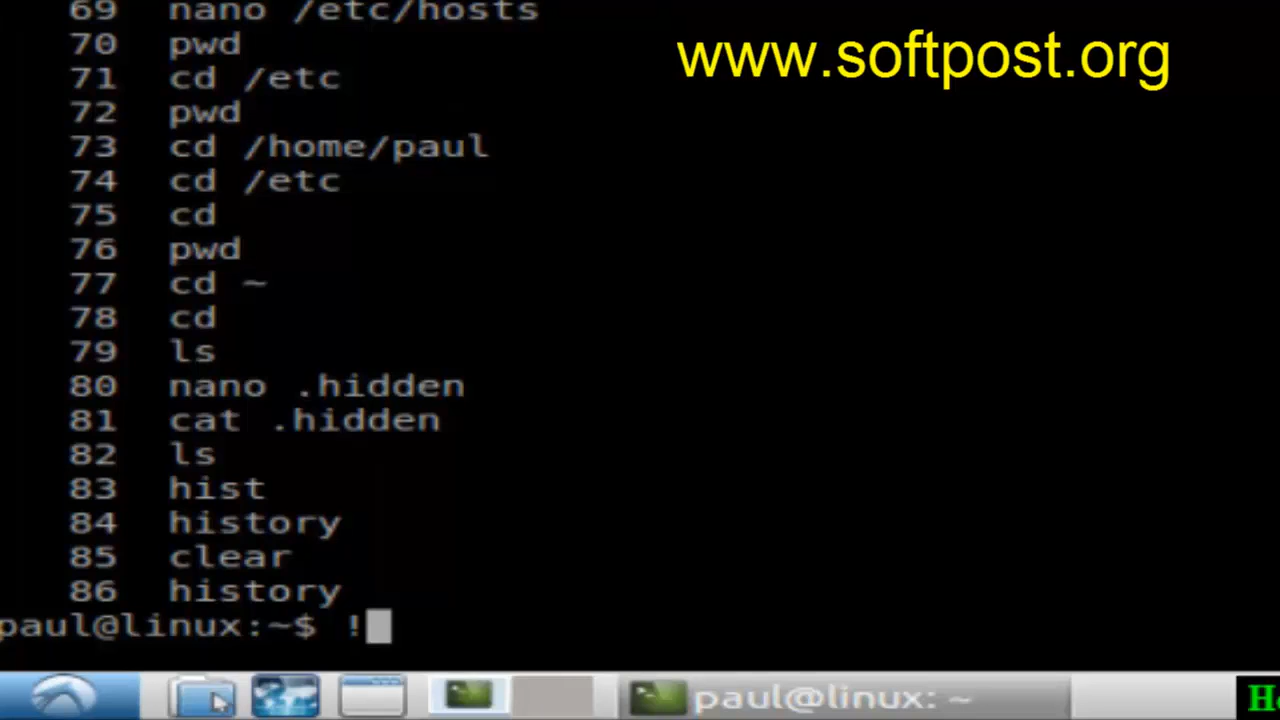 69 nano /etc/hosts
www.softpost.org
70 pwd
71 cd /etc
72 pwd
73 cd /home/paul
74 cd /etc
75 cd
76 pwd
77 cd ~
78 cd
79 ls
80 nano .hidden
81 cat .hidden
82 ls
83 hist
84 history
85 clear
86 history
paul@linux:~$ !
paul@linux: ~